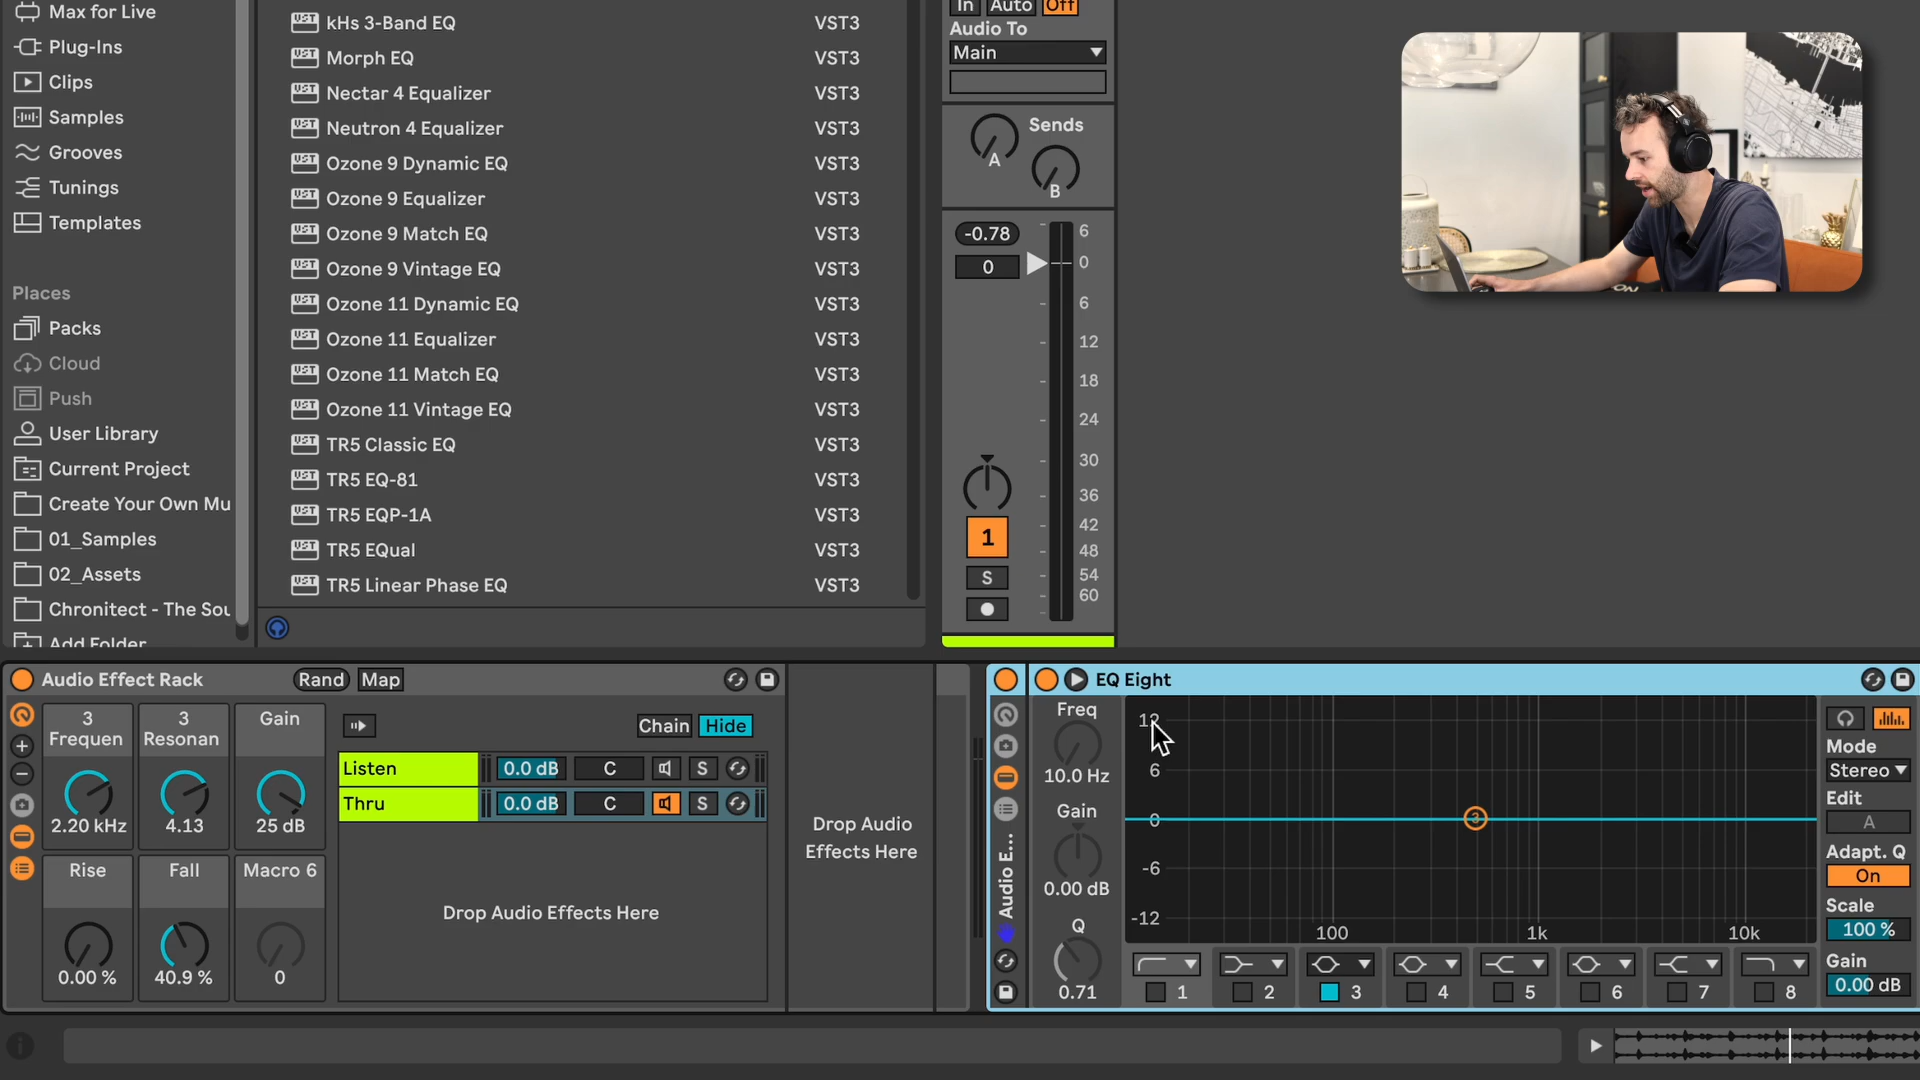 Max for Live
Plug-Ins
Clips
Samples
Grooves
Tunings
Templates
Places
Packs
Cloud
Push
User Library
Current Project
Create Your Own Mu
01_Samples
02_Assets
Chronitect - The Sou
Add Folder
kHs 3-Band EQ VST3
Morph EQ VST3
Nectar 4 Equalizer VST3
Neutron 4 Equalizer VST3
Ozone 9 Dynamic EQ VST3
Ozone 9 Equalizer VST3
Ozone 9 Match EQ VST3
Ozone 9 Vintage EQ VST3
Ozone 11 Dynamic EQ VST3
Ozone 11 Equalizer VST3
Ozone 11 Match EQ VST3
Ozone 11 Vintage EQ VST3
TR5 Classic EQ VST3
TR5 EQ-81 VST3
TR5 EQP-1A VST3
TR5 EQual VST3
TR5 Linear Phase EQ VST3
In Auto Off
Audio To
Main
Sends
A
B
-0.78
0
6
0
6
12
18
24
30
36
42
48
54
60
1
S
Audio Effect Rack Rand Map
3 Frequen
2.20 kHz
3 Resonan
4.13
Gain
25 dB
Rise
0.00 %
Fall
40.9 %
Macro 6
0
Chain Hide
Listen 0.0 dB C S
Thru 0.0 dB C S
Drop Audio Effects Here
Drop Audio
Effects Here
Audio E...
EQ Eight
Freq
10.0 Hz
Gain
0.00 dB
Q
0.71
12
6
0
-6
-12
3
100 1k 10k
1 2 3 4 5 6 7 8
Mode
Stereo
Edit
A
Adapt. Q
On
Scale
100 %
Gain
0.00 dB